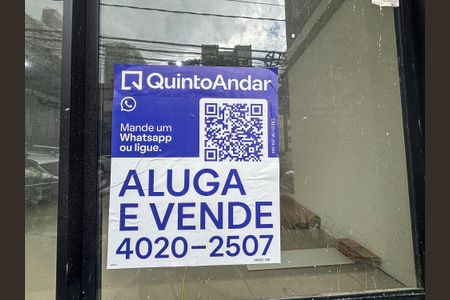 QuintoAndar
Mande um
Whatsapp
ou ligue.
ALUGA
E VENDE
4020-2507